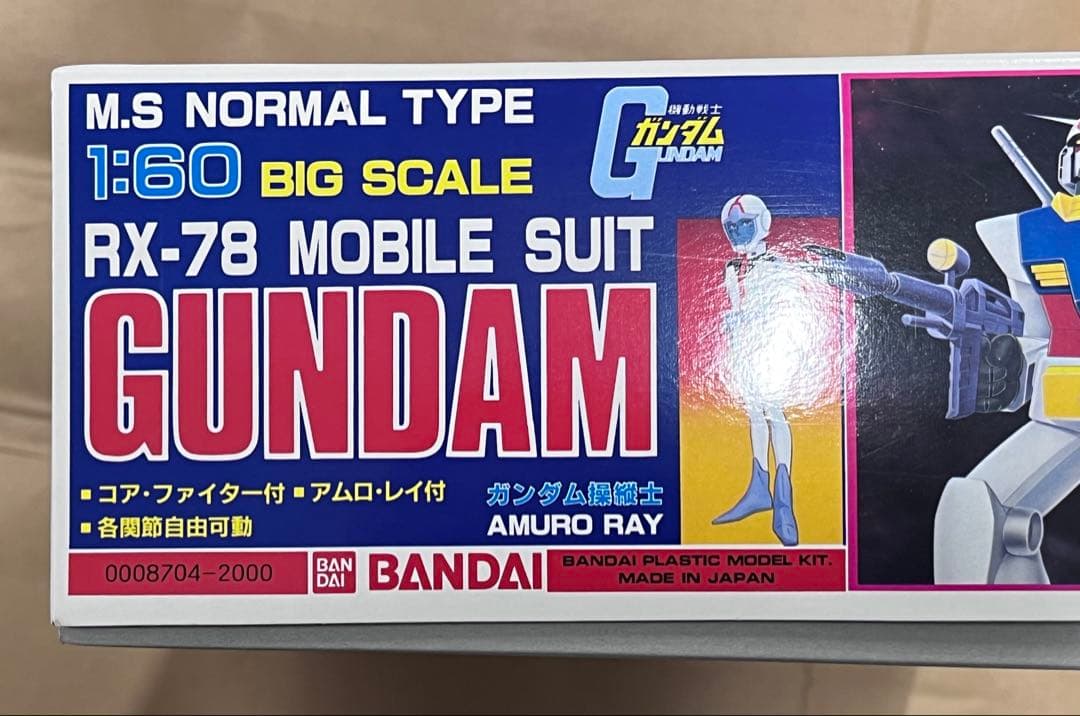 M.S NORMAL TYPE
1:60 BIG SCALE
機動戦士
ガンダム
GUNDAM
RX-78 MOBILE SUIT
GUNDAM
■コア・ファイター付 ■アムロ・レイ付
■各関節自由可動
ガンダム操縦士
AMURO RAY
0008704-2000
BAN
DAI
BANDAI
BANDAI PLASTIC MODEL KIT.
MADE IN JAPAN